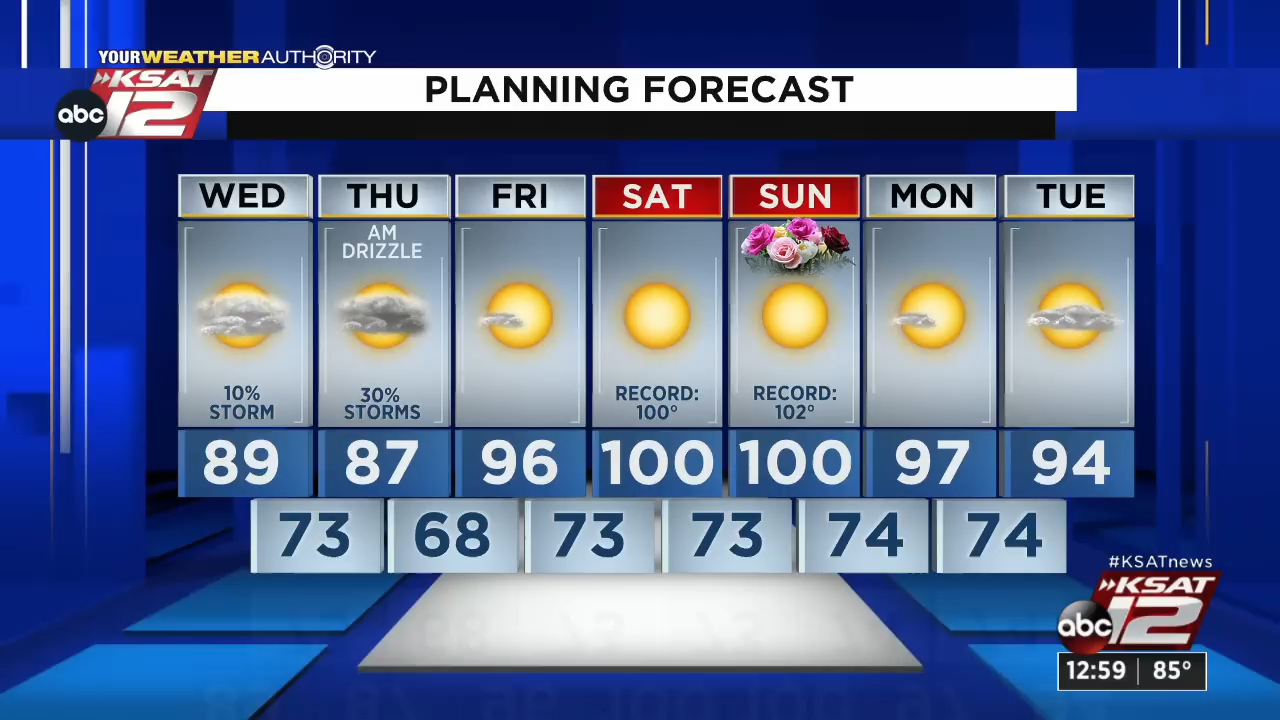 YOURWEATHERAUTHORITY
KSAT
abc 12
PLANNING FORECAST
WED THU FRI SAT SUN MON TUE
AM
DRIZZLE
10%
STORM
30%
STORMS
RECORD:
100°
RECORD:
102°
89 87 96 100 100 97 94
73 68 73 73 74 74
#KSATnews
KSAT
abc 12
12:59 85°